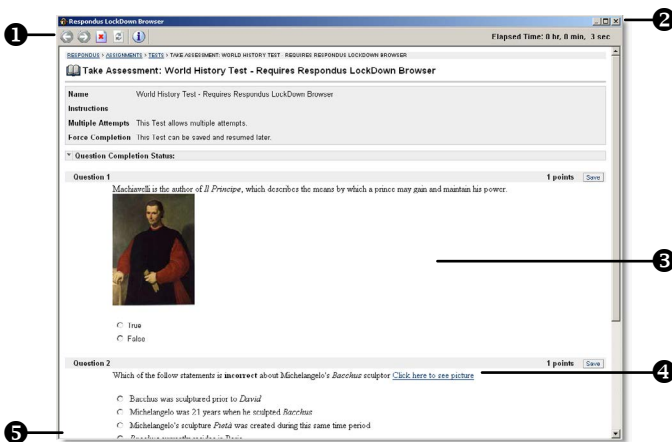 Respondus LockDown Browser
Elapsed Time: 0 hr, 0 min, 3 sec
RESPONDUS > ASSIGNMENTS > TESTS > TAKE ASSESSMENT: WORLD HISTORY TEST - REQUIRES RESPONDUS LOCKDOWN BROWSER
Take Assessment: World History Test - Requires Respondus LockDown Browser
Name World History Test - Requires Respondus LockDown Browser
Instructions
Multiple Attempts This Test allows multiple attempts.
Force Completion This Test can be saved and resumed later.
Question Completion Status:
Question 1 1 points Save
Machiavelli is the author of Il Principe, which describes the means by which a prince may gain and maintain his power.
True
False
Question 2 1 points Save
Which of the follow statements is incorrect about Michelangelo's Bacchus sculptor Click here to see picture
Bacchus was sculptured prior to David
Michelangelo was 21 years when he sculpted Bacchus
Michelangelo's sculpture Pietà was created during this same time period
Bacchus currently resides in Paris
1
2
3
4
5